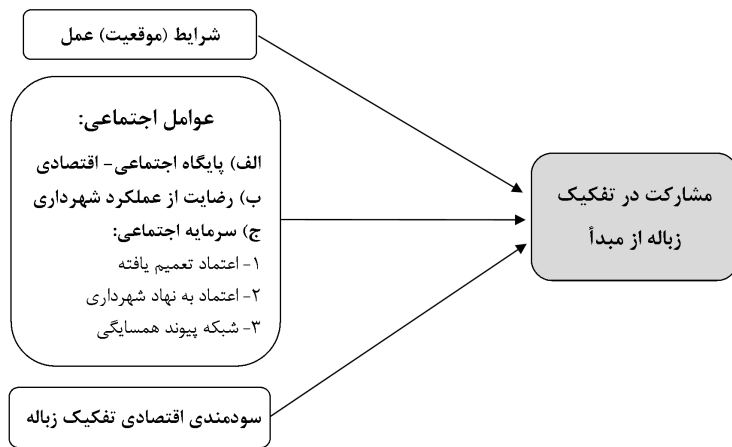 شرایط (موقعیت) عمل
عوامل اجتماعی:
الف) پایگاه اجتماعی- اقتصادی
ب) رضایت از عملکرد شهرداری
ج) سرمایه اجتماعی:
۱- اعتماد تعمیم یافته
۲- اعتماد به نهاد شهرداری
۳- شبکه پیوند همسایگی
سودمندی اقتصادی تفکیک زباله
مشارکت در تفکیک
زباله از مبدأ